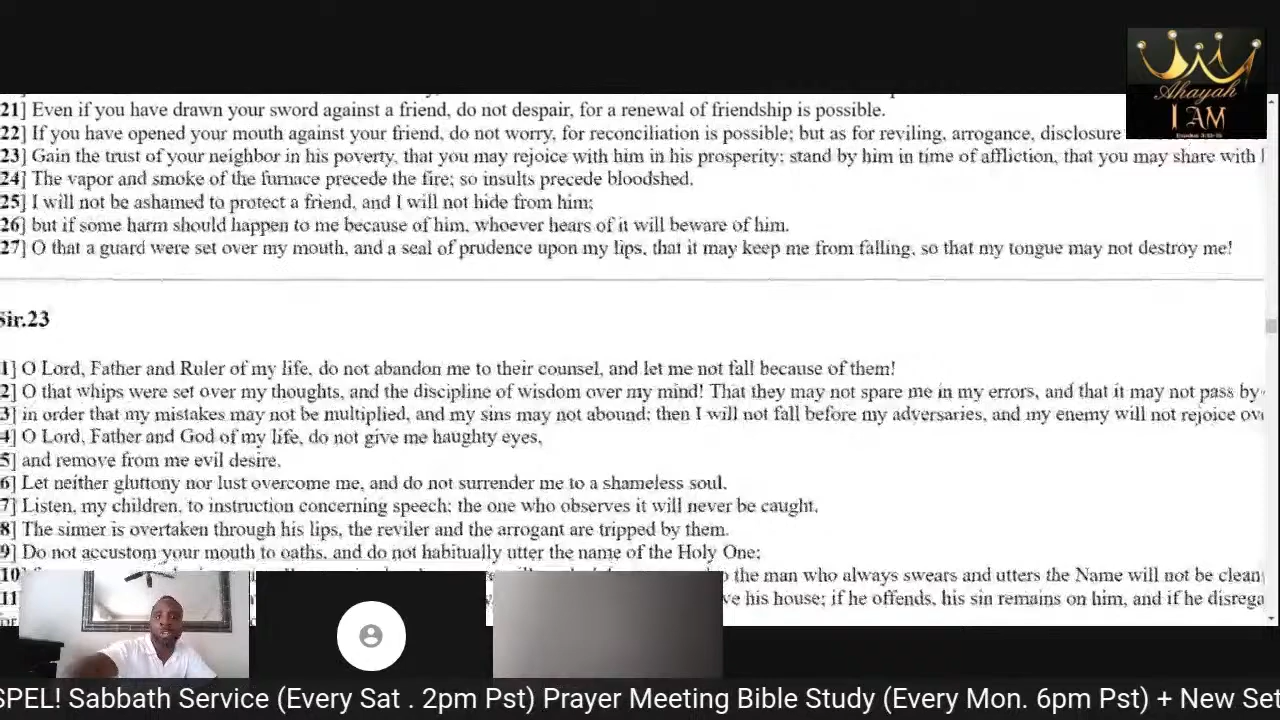 Ahayah
I AM
Exodus 3:13-15
21] Even if you have drawn your sword against a friend, do not despair, for a renewal of friendship is possible.
22] If you have opened your mouth against your friend, do not worry, for reconciliation is possible; but as for reviling, arrogance, disclosure
23] Gain the trust of your neighbor in his poverty, that you may rejoice with him in his prosperity; stand by him in time of affliction, that you may share with
24] The vapor and smoke of the furnace precede the fire; so insults precede bloodshed.
25] I will not be ashamed to protect a friend, and I will not hide from him;
26] but if some harm should happen to me because of him, whoever hears of it will beware of him.
27] O that a guard were set over my mouth, and a seal of prudence upon my lips, that it may keep me from falling, so that my tongue may not destroy me!
Sir.23
1] O Lord, Father and Ruler of my life, do not abandon me to their counsel, and let me not fall because of them!
2] O that whips were set over my thoughts, and the discipline of wisdom over my mind! That they may not spare me in my errors, and that it may not pass by
3] in order that my mistakes may not be multiplied, and my sins may not abound; then I will not fall before my adversaries, and my enemy will not rejoice ov
4] O Lord, Father and God of my life, do not give me haughty eyes,
5] and remove from me evil desire.
6] Let neither gluttony nor lust overcome me, and do not surrender me to a shameless soul.
7] Listen, my children, to instruction concerning speech; the one who observes it will never be caught.
8] The sinner is overtaken through his lips, the reviler and the arrogant are tripped by them.
9] Do not accustom your mouth to oaths, and do not habitually utter the name of the Holy One;
10] the man who always swears and utters the Name will not be clean
11 ve his house; if he offends, his sin remains on him, and if he disrega
SPEL! Sabbath Service (Every Sat . 2pm Pst) Prayer Meeting Bible Study (Every Mon. 6pm Pst) + New Set